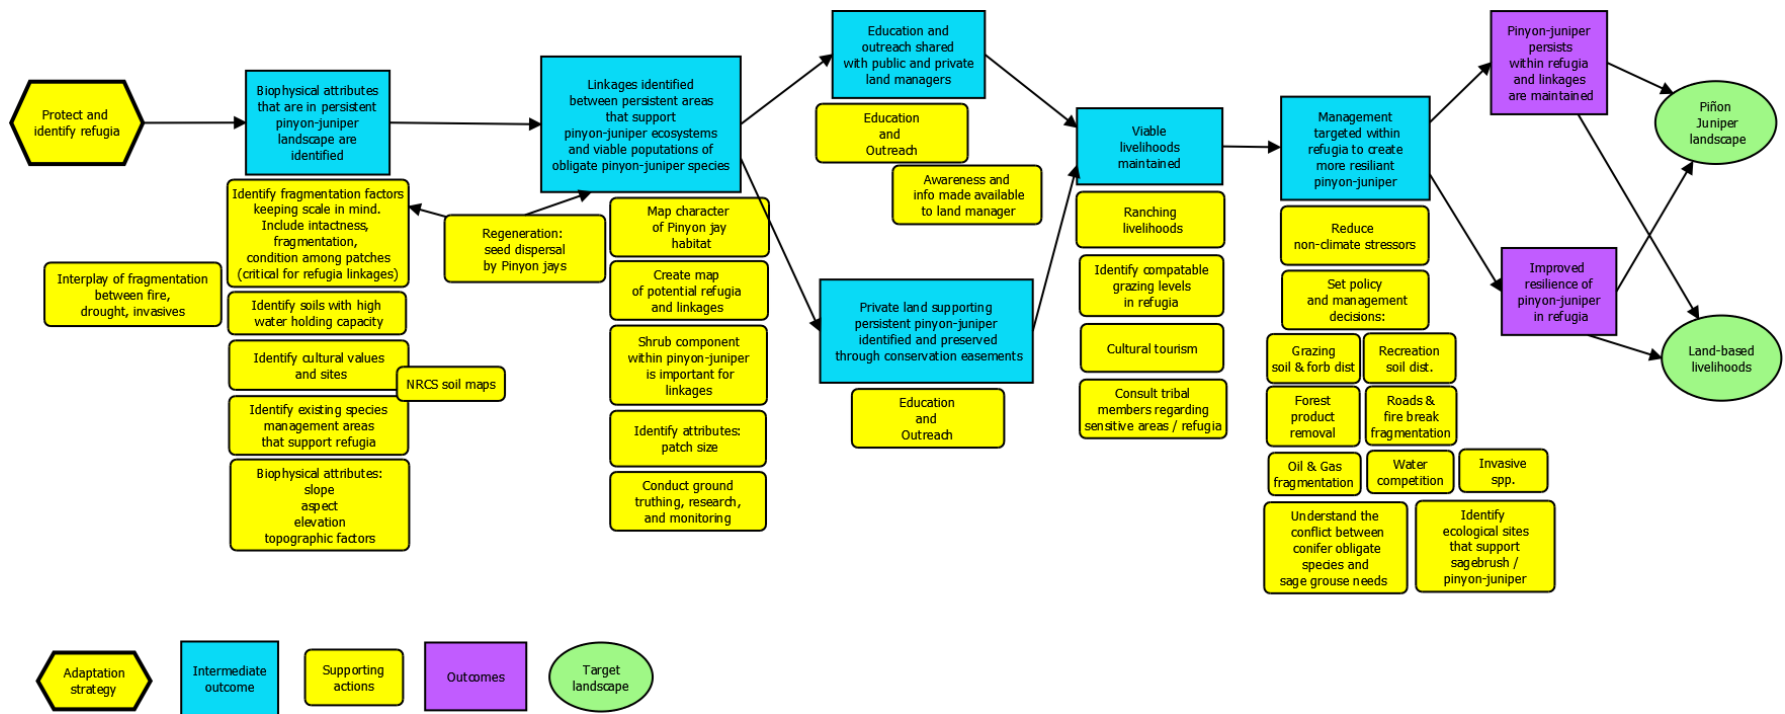 Protect and
identify refugia
Biophysical attributes
that are in persistent
pinyon-juniper
landscape are
identified
Identify fragmentation factors
keeping scale in mind.
Include intactness,
fragmentation,
condition among patches
(critical for refugia linkages)
Interplay of fragmentation
between fire,
drought, invasives
Identify soils with high
water holding capacity
Identify cultural values
and sites
NRCS soil maps
Identify existing species
management areas
that support refugia
Biophysical attributes:
slope
aspect
elevation
topographic factors
Regeneration:
seed dispersal
by Pinyon jays
Linkages identified
between persistent areas
that support
pinyon-juniper ecosystems
and viable populations of
obligate pinyon-juniper species
Map character
of Pinyon jay
habitat
Create map
of potential refugia
and linkages
Shrub component
within pinyon-juniper
is important for
linkages
Identify attributes:
patch size
Conduct ground
truthing, research,
and monitoring
Education and
outreach shared
with public and private
land managers
Education
and
Outreach
Awareness and
info made available
to land manager
Private land supporting
persistent pinyon-juniper
identified and preserved
through conservation easements
Education
and
Outreach
Viable
livelihoods
maintained
Ranching
livelihoods
Identify compatable
grazing levels
in refugia
Cultural tourism
Consult tribal
members regarding
sensitive areas / refugia
Management
targeted within
refugia to create
more resiliant
pinyon-juniper
Reduce
non-climate stressors
Set policy
and management
decisions:
Grazing
soil & forb dist
Recreation
soil dist.
Forest
product
removal
Roads &
fire break
fragmentation
Oil & Gas
fragmentation
Water
competition
Invasive
spp.
Understand the
conflict between
conifer obligate
species and
sage grouse needs
Identify
ecological sites
that support
sagebrush /
pinyon-juniper
Pinyon-juniper
persists
within refugia
and linkages
are maintained
Improved
resilience of
pinyon-juniper
in refugia
Piñon
Juniper
landscape
Land-based
livelihoods
Adaptation
strategy
Intermediate
outcome
Supporting
actions
Outcomes
Target
landscape